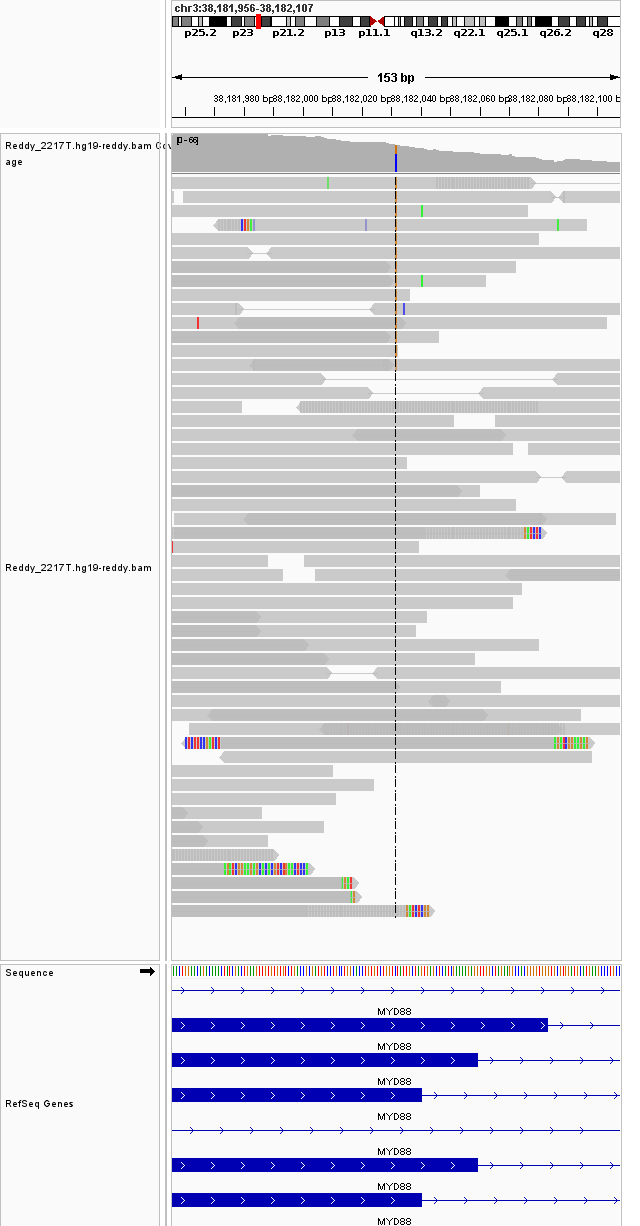 chr3:38,181,956-38,182,107
p25.2 p23 p21.2 p13 p11.1 q13.2 q22.1 q25.1 q26.2 q28
153 bp
38,181,980 bp 38,182,000 bp 38,182,020 bp 38,182,040 bp 38,182,060 bp 38,182,080 bp 38,182,100 b
Reddy_2217T.hg19-reddy.bam Cov
age
[0 - 66]
Reddy_2217T.hg19-reddy.bam
Sequence
MYD88
MYD88
MYD88
RefSeq Genes
MYD88
MYD88
MYD88
MYD88